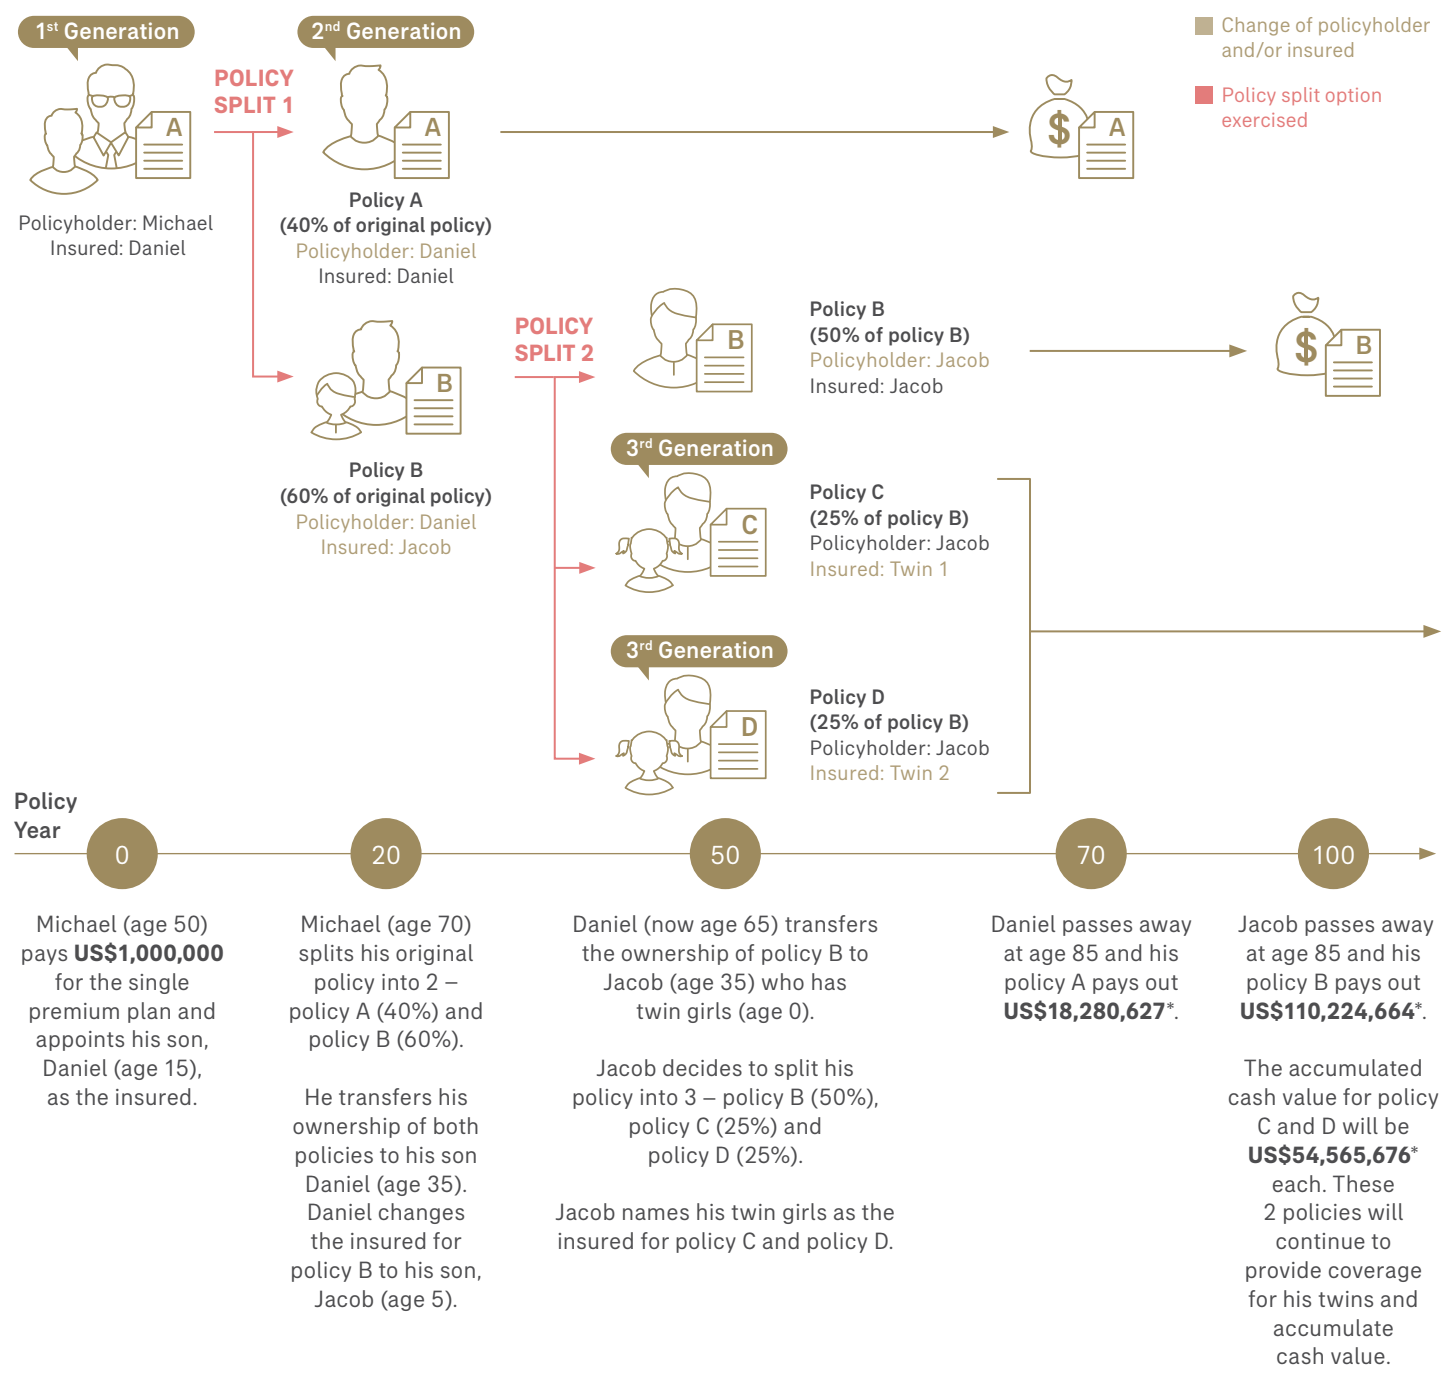 1st Generation
2nd Generation
Change of policyholder
and/or insured
Policy split option
exercised
POLICY
SPLIT 1
A
A
A
Policyholder: Michael
Insured: Daniel
Policy A
(40% of original policy)
Policyholder: Daniel
Insured: Daniel
$
B
Policy B
(60% of original policy)
Policyholder: Daniel
Insured: Jacob
POLICY
SPLIT 2
B
Policy B
(50% of policy B)
Policyholder: Jacob
Insured: Jacob
$
B
3rd Generation
C
Policy C
(25% of policy B)
Policyholder: Jacob
Insured: Twin 1
3rd Generation
D
Policy D
(25% of policy B)
Policyholder: Jacob
Insured: Twin 2
Policy
Year
0
20
50
70
100
Michael (age 50)
pays US$1,000,000
for the single
premium plan and
appoints his son,
Daniel (age 15),
as the insured.
Michael (age 70)
splits his original
policy into 2 –
policy A (40%) and
policy B (60%).
He transfers his
ownership of both
policies to his son
Daniel (age 35).
Daniel changes
the insured for
policy B to his son,
Jacob (age 5).
Daniel (now age 65) transfers
the ownership of policy B to
Jacob (age 35) who has
twin girls (age 0).
Jacob decides to split his
policy into 3 – policy B (50%),
policy C (25%) and
policy D (25%).
Jacob names his twin girls as the
insured for policy C and policy D.
Daniel passes away
at age 85 and his
policy A pays out
US$18,280,627*.
Jacob passes away
at age 85 and his
policy B pays out
US$110,224,664*.
The accumulated
cash value for policy
C and D will be
US$54,565,676*
each. These
2 policies will
continue to
provide coverage
for his twins and
accumulate
cash value.